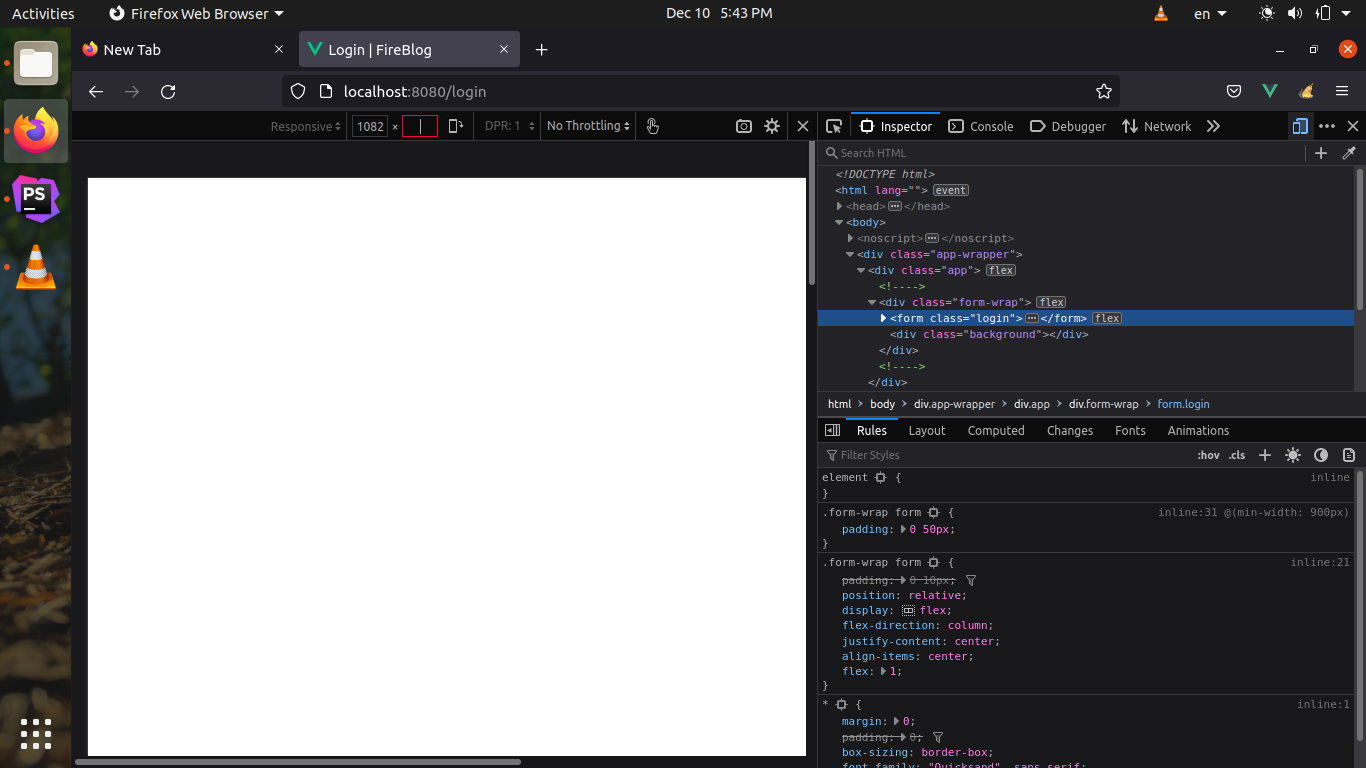 Activities
Firefox Web Browser
Dec 10 5:43 PM
en
New Tab
Login | FireBlog
localhost:8080/login
Responsive
1082 ×
DPR: 1
No Throttling
Inspector
Console
Debugger
Network
Search HTML
<!DOCTYPE html>
<html lang=""> event
<head> </head>
<body>
<noscript> </noscript>
<div class="app-wrapper">
<div class="app"> flex
<!---->
<div class="form-wrap"> flex
<form class="login"> </form> flex
<div class="background"></div>
</div>
<!---->
</div>
html > body > div.app-wrapper > div.app > div.form-wrap > form.login
Rules
Layout
Computed
Changes
Fonts
Animations
Filter Styles
:hov .cls
element { inline
}
.form-wrap form { inline:31 @(min-width: 900px)
padding: 0 50px;
}
.form-wrap form { inline:21
padding: 0 10px;
position: relative;
display: flex;
flex-direction: column;
justify-content: center;
align-items: center;
flex: 1;
}
* { inline:1
margin: 0;
padding: 0;
box-sizing: border-box;
font-family: "Quicksand", sans-serif;
PS